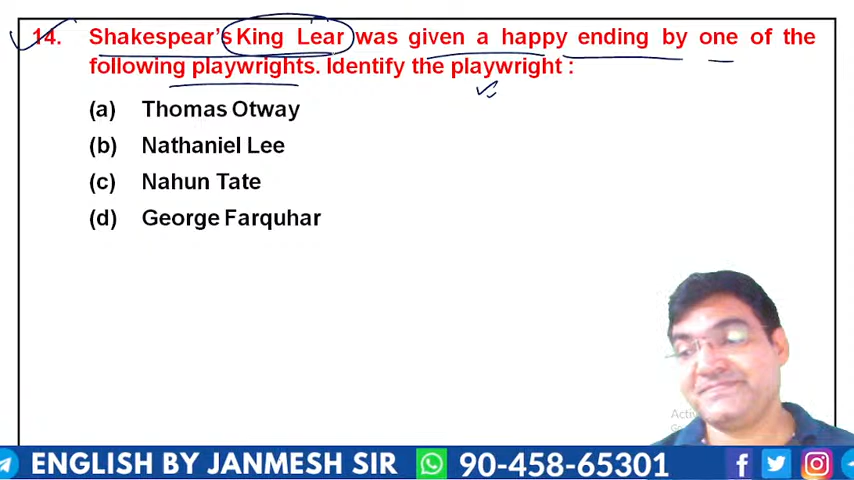 14. Shakespear's King Lear was given a happy ending by one of the
following playwrights. Identify the playwright :
(a) Thomas Otway
(b) Nathaniel Lee
(c) Nahun Tate
(d) George Farquhar
Activ
ENGLISH BY JANMESH SIR 90-458-65301